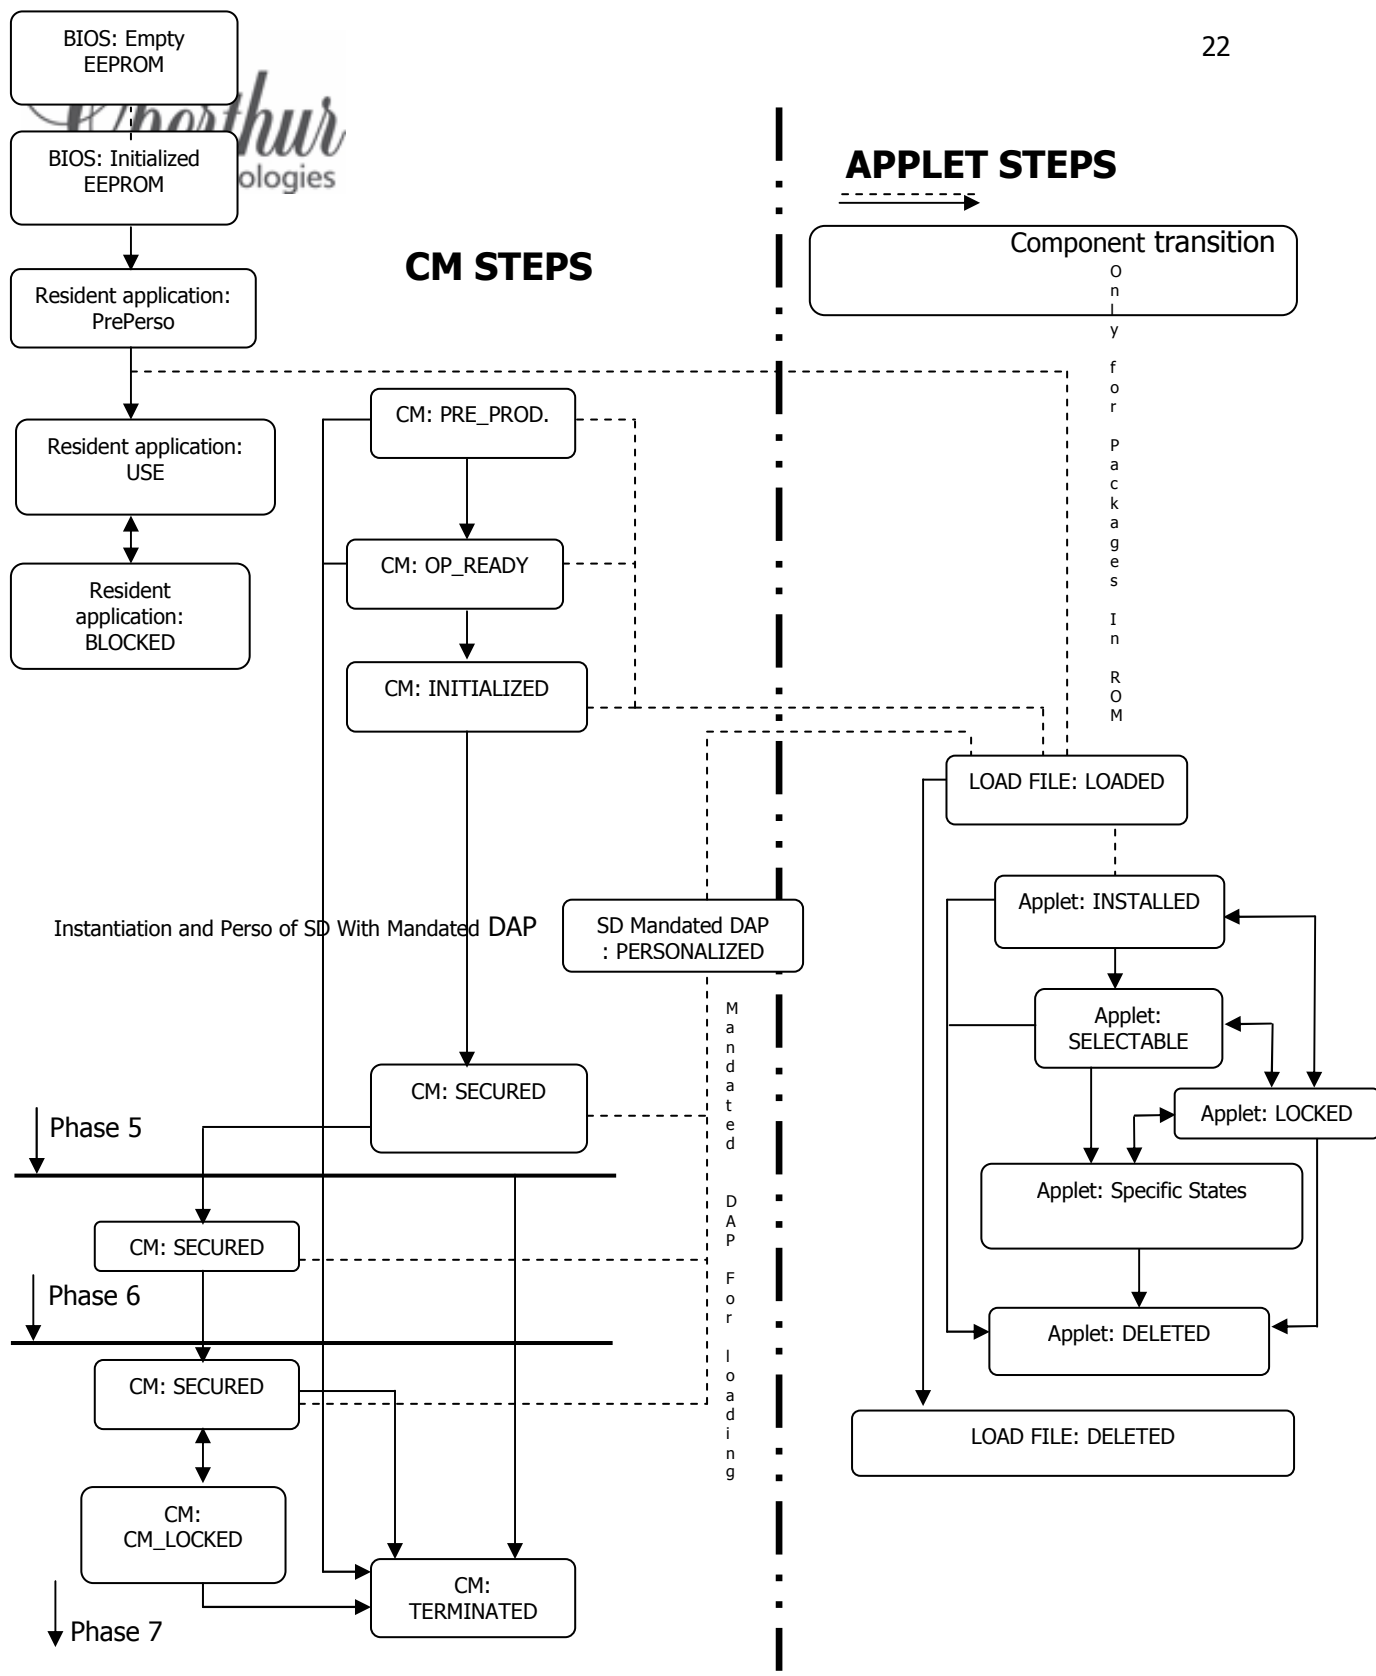 22
BIOS: Empty
EEPROM
BIOS: Initialized
EEPROM
ologies
Resident application:
PrePerso
Resident application:
USE
Resident
application:
BLOCKED
CM STEPS
CM: PRE_PROD.
CM: OP_READY
CM: INITIALIZED
Instantiation and Perso of SD With Mandated DAP
SD Mandated DAP
: PERSONALIZED
Mandated DAP For loading
CM: SECURED
Phase 5
CM: SECURED
Phase 6
CM: SECURED
CM:
CM_LOCKED
CM:
TERMINATED
Phase 7
APPLET STEPS
Component transition
Only for Packages In ROM
LOAD FILE: LOADED
Applet: INSTALLED
Applet:
SELECTABLE
Applet: LOCKED
Applet: Specific States
Applet: DELETED
LOAD FILE: DELETED